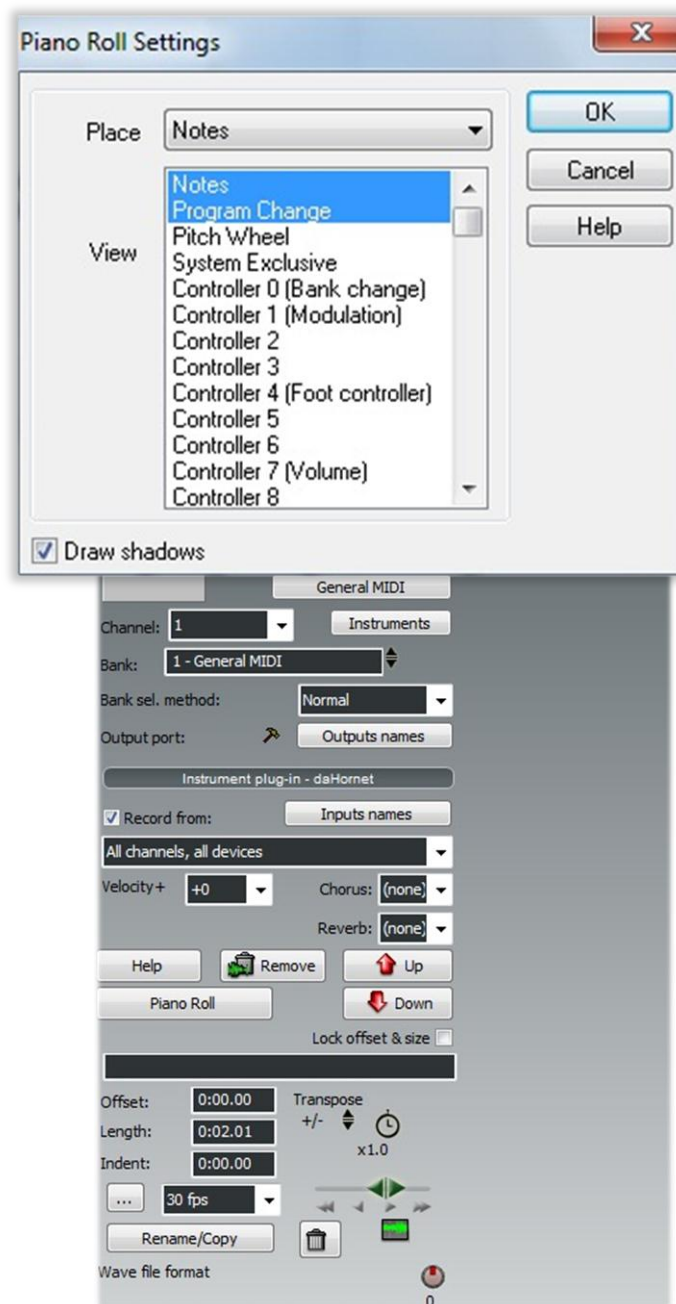 Piano Roll Settings
Place Notes OK
Cancel
Help
View
Notes
Program Change
Pitch Wheel
System Exclusive
Controller 0 (Bank change)
Controller 1 (Modulation)
Controller 2
Controller 3
Controller 4 (Foot controller)
Controller 5
Controller 6
Controller 7 (Volume)
Controller 8
Draw shadows
General MIDI
Channel: 1 Instruments
Bank: 1 - General MIDI
Bank sel. method: Normal
Output port: Outputs names
Instrument plug-in - daHornet
Record from: Inputs names
All channels, all devices
Velocity+ +0 Chorus: (none)
Reverb: (none)
Help Remove Up
Piano Roll Down
Lock offset & size
Offset: 0:00.00 Transpose
Length: 0:02.01 +/-
x1.0
Indent: 0:00.00
... 30 fps
Rename/Copy
Wave file format
0